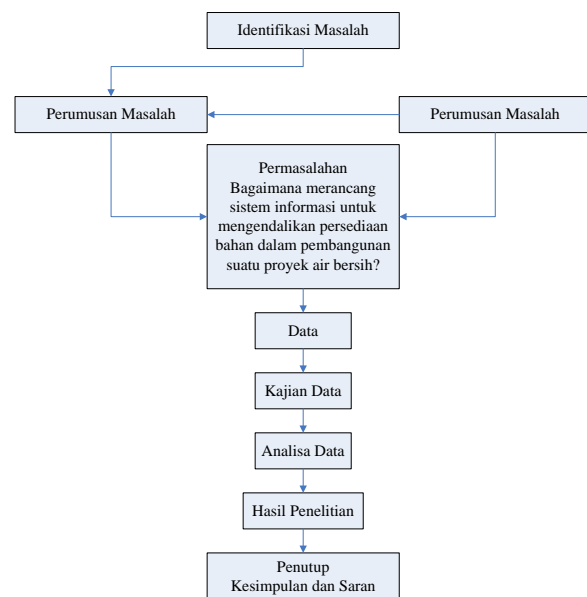 Identifikasi Masalah
Perumusan Masalah
Perumusan Masalah
Permasalahan
Bagaimana merancang
sistem informasi untuk
mengendalikan persediaan
bahan dalam pembangunan
suatu proyek air bersih?
Data
Kajian Data
Analisa Data
Hasil Penelitian
Penutup
Kesimpulan dan Saran